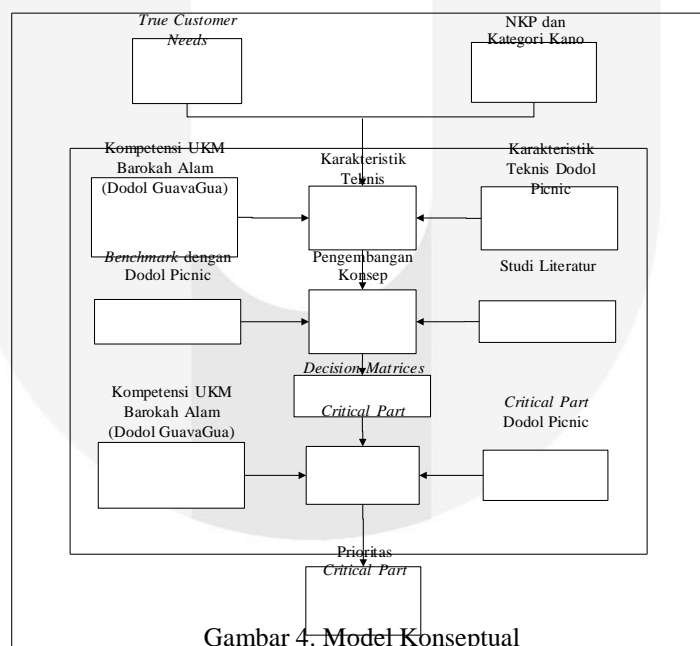 True Customer
Needs
NKP dan
Kategori Kano
Kompetensi UKM
Barokah Alam
(Dodol GuavaGua)
Karakteristik
Teknis
Karakteristik
Teknis Dodol
Picnic
Benchmark dengan
Dodol Picnic
Pengembangan
Konsep
Studi Literatur
Decision Matrices
Kompetensi UKM
Barokah Alam
(Dodol GuavaGua)
Critical Part
Critical Part
Dodol Picnic
Prioritas
Critical Part
Gambar 4. Model Konseptual